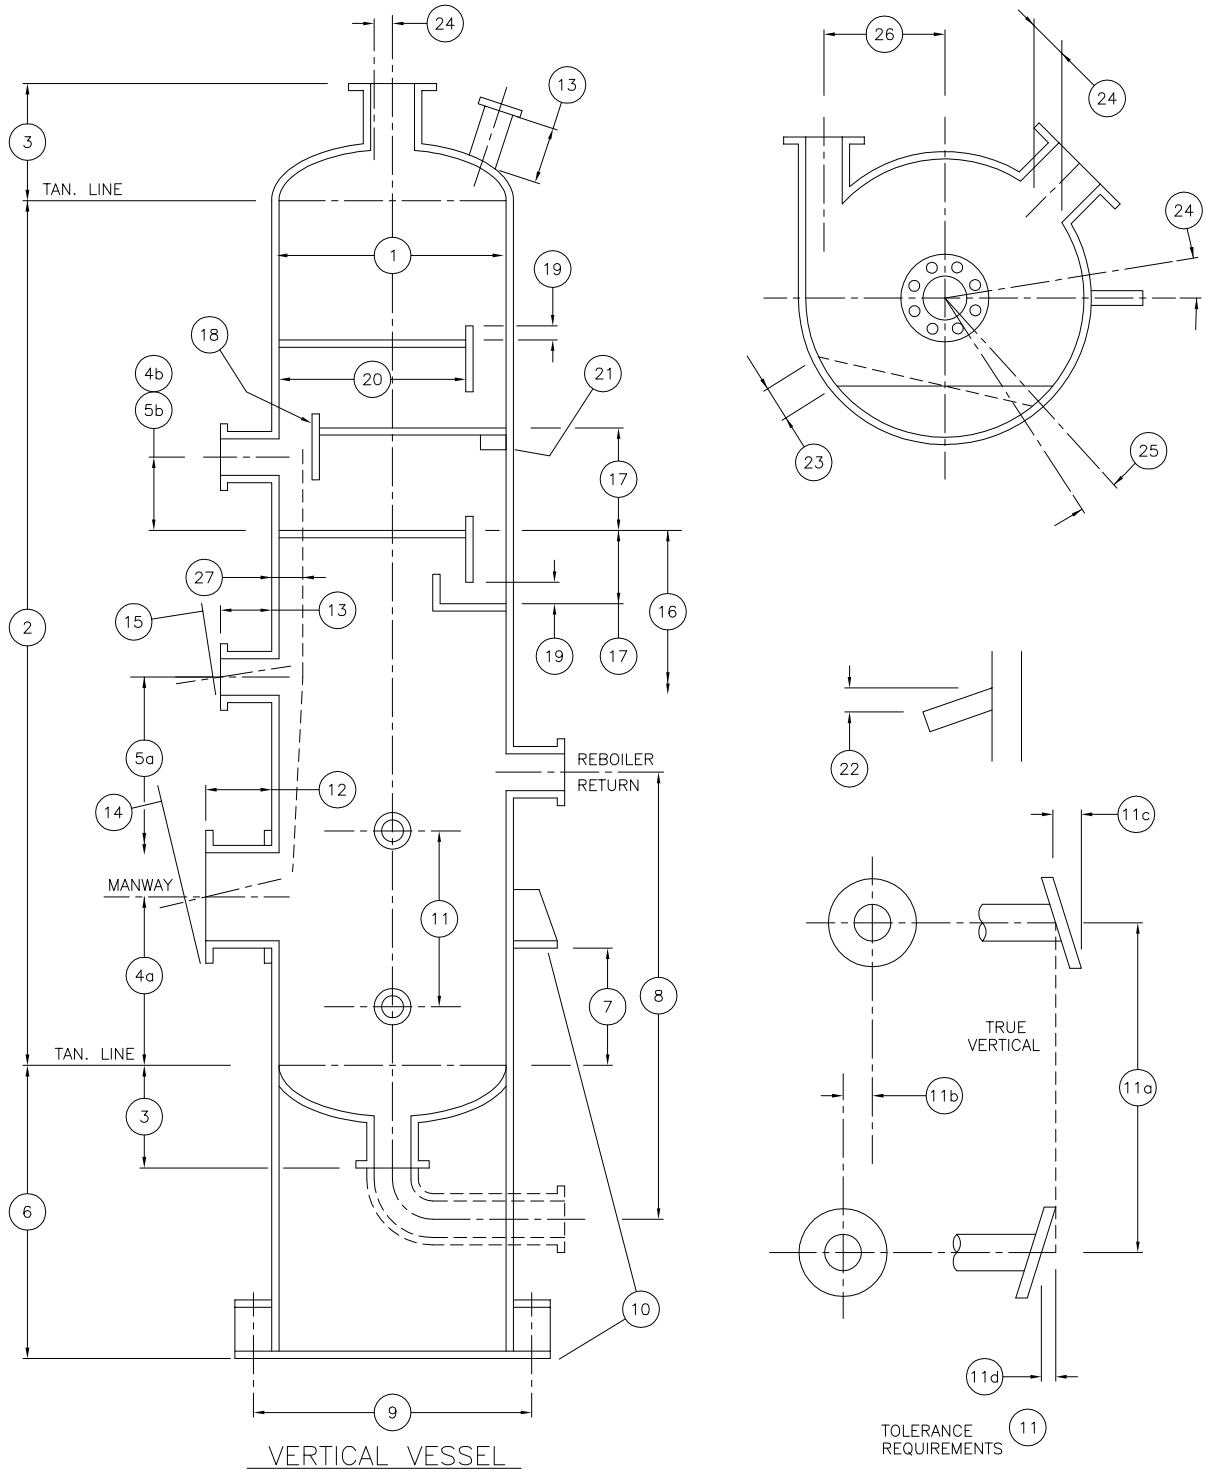 24
26
13
24
3
TAN. LINE
24
1
19
18
4b
20
21
5b
25
23
17
27
13
16
15
2
19
17
5a
REBOILER
RETURN
22
12
14
11c
MANWAY
11
4a
8
7
TRUE
VERTICAL
TAN. LINE
11a
11b
3
6
10
11d
9
TOLERANCE
REQUIREMENTS
11
VERTICAL VESSEL